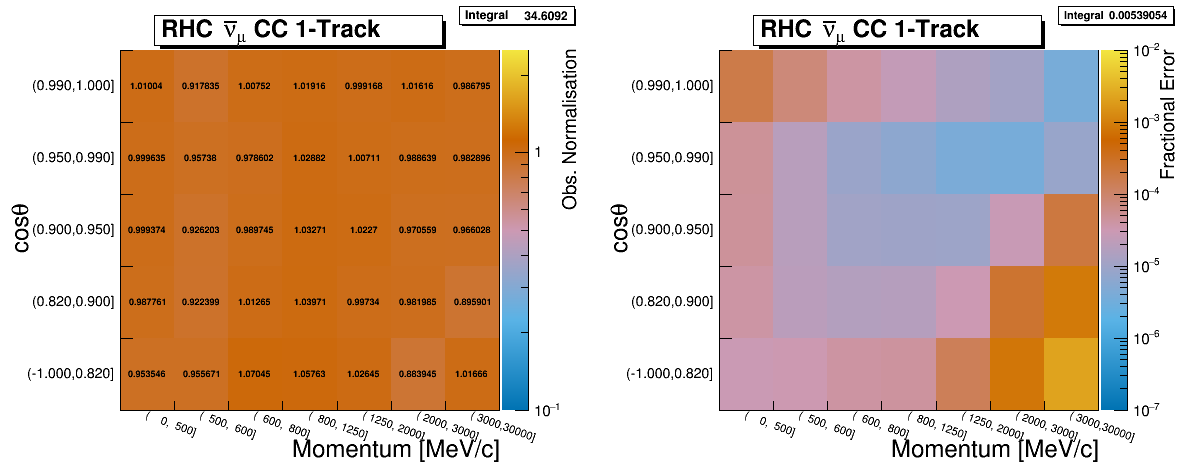 RHC ν̄μ CC 1-Track
Integral 34.6092
(0.990,1.000]
1.01004 0.917835 1.00752 1.01916 0.999168 1.01616 0.986795
(0.950,0.990]
0.999635 0.95738 0.978602 1.02882 1.00711 0.988639 0.982896
(0.900,0.950]
0.999374 0.926203 0.989745 1.03271 1.0227 0.970559 0.966028
(0.820,0.900]
0.987761 0.922399 1.01265 1.03971 0.99734 0.981985 0.895901
(-1.000,0.820]
0.953546 0.955671 1.07045 1.05763 1.02645 0.883945 1.01666
cosθ
( 0, 500]
( 500, 600]
( 600, 800]
( 800, 1250]
( 1250, 2000]
( 2000, 3000]
( 3000,30000]
Momentum [MeV/c]
1
10⁻¹
Obs. Normalisation
RHC ν̄μ CC 1-Track
Integral 0.00539054
(0.990,1.000]
(0.950,0.990]
(0.900,0.950]
(0.820,0.900]
(-1.000,0.820]
cosθ
( 0, 500]
( 500, 600]
( 600, 800]
( 800, 1250]
( 1250, 2000]
( 2000, 3000]
( 3000,30000]
Momentum [MeV/c]
10⁻²
10⁻³
10⁻⁴
10⁻⁵
10⁻⁶
10⁻⁷
Fractional Error